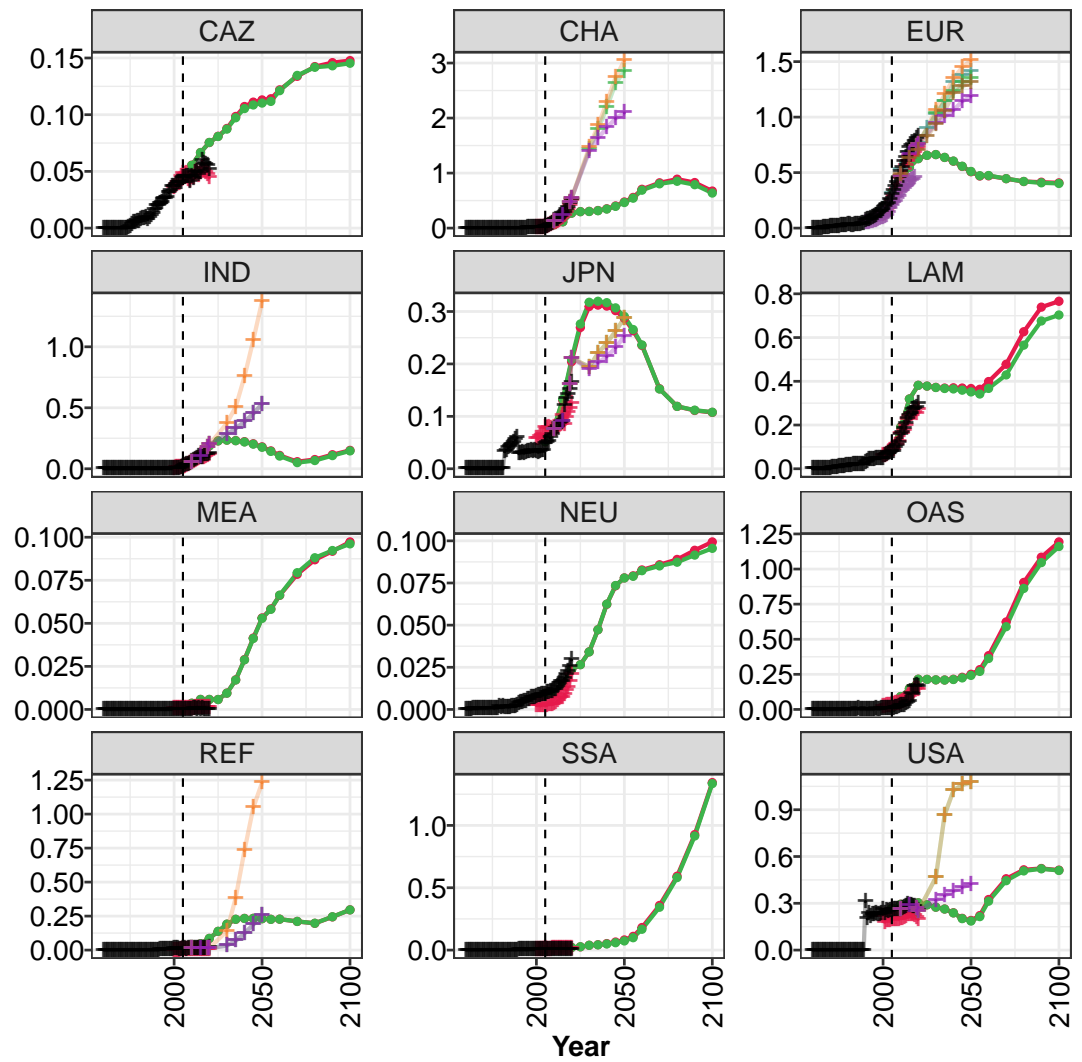 CAZ CHA EUR
0.15 3 1.5
0.10 2 1.0
0.05 1 0.5
0.00 0 0.0
IND JPN LAM
0.3 0.8
1.0 0.2 0.6
0.5 0.1 0.4
0.2
0.0 0.0 0.0
MEA NEU OAS
0.100 0.100 1.25
1.00
0.075 0.075 0.75
0.050 0.050 0.50
0.025 0.025 0.25
0.000 0.000 0.00
REF SSA USA
1.25
1.00 1.0 0.9
0.75 0.6
0.50
0.25 0.3
0.00 0.0 0.0
2000 2050 2100 2000 2050 2100 2000 2050 2100
Year